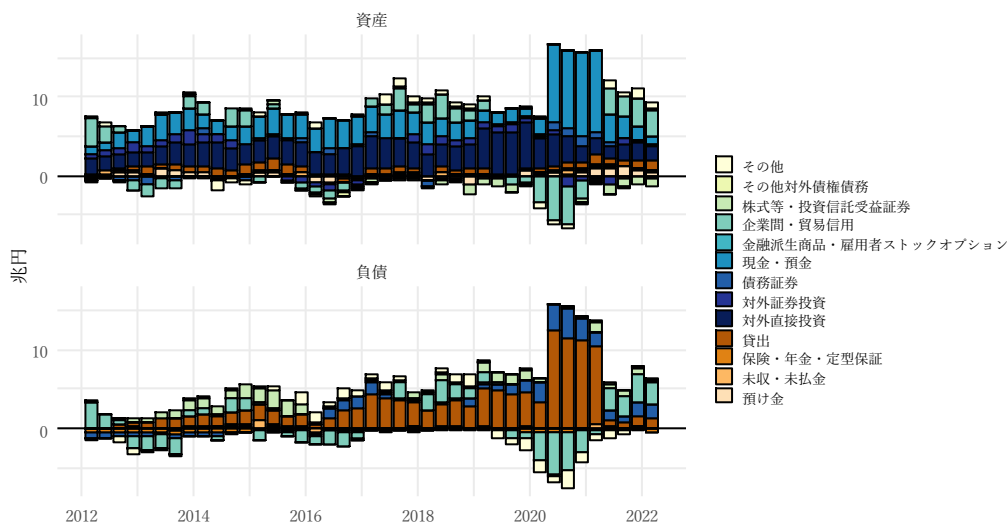 資産
10
0
兆円
負債
10
0
2012 2014 2016 2018 2020 2022
その他
その他対外債権債務
株式等・投資信託受益証券
企業間・貿易信用
金融派生商品・雇用者ストックオプション
現金・預金
債務証券
対外証券投資
対外直接投資
貸出
保険・年金・定型保証
未収・未払金
預け金